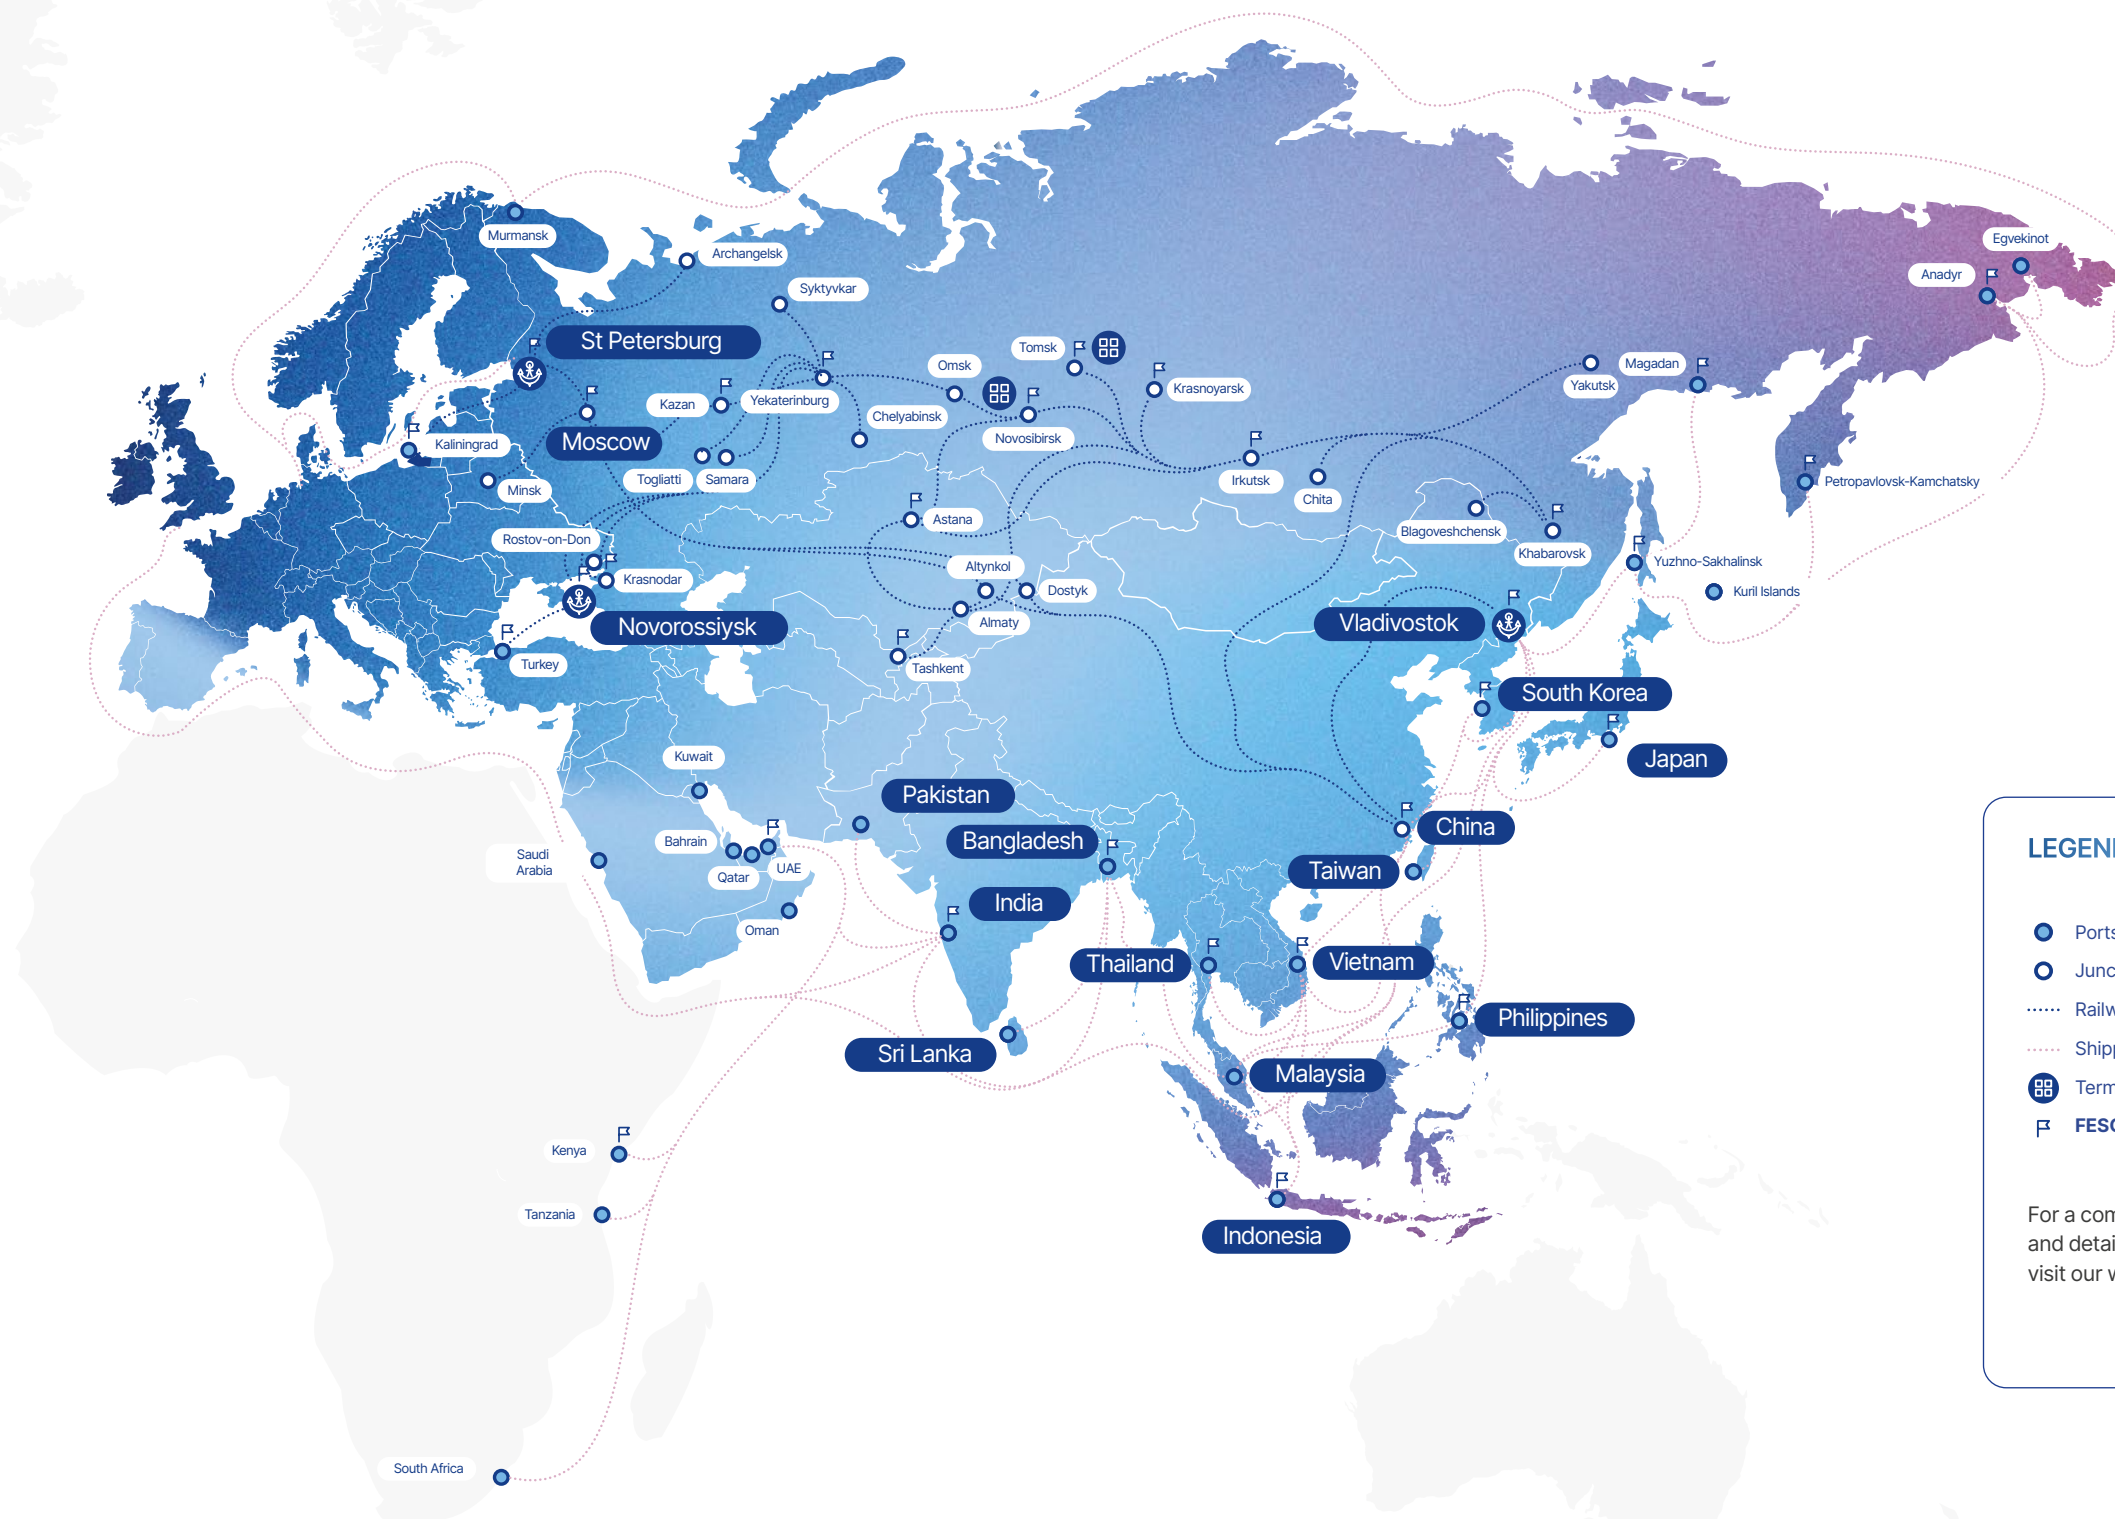 Murmansk
Archangelsk
Egvekinot
Anadyr
Syktyvkar
St Petersburg
Tomsk
Omsk
Krasnoyarsk
Yakutsk
Magadan
Kazan
Yekaterinburg
Chelyabinsk
Novosibirsk
Kaliningrad
Moscow
Togliatti
Samara
Irkutsk
Chita
Petropavlovsk-Kamchatsky
Minsk
Astana
Blagoveshchensk
Khabarovsk
Rostov-on-Don
Yuzhno-Sakhalinsk
Krasnodar
Altynkol
Dostyk
Kuril Islands
Novorossiysk
Almaty
Vladivostok
Turkey
Tashkent
South Korea
Kuwait
Japan
Pakistan
Bahrain
Bangladesh
China
Saudi
Arabia
Qatar
UAE
Taiwan
India
Oman
Thailand
Vietnam
Philippines
Sri Lanka
Malaysia
Kenya
Tanzania
Indonesia
South Africa
LEGEN
Ports
Junc
Railw
Ship
Term
FESC
For a com
and detai
visit our w